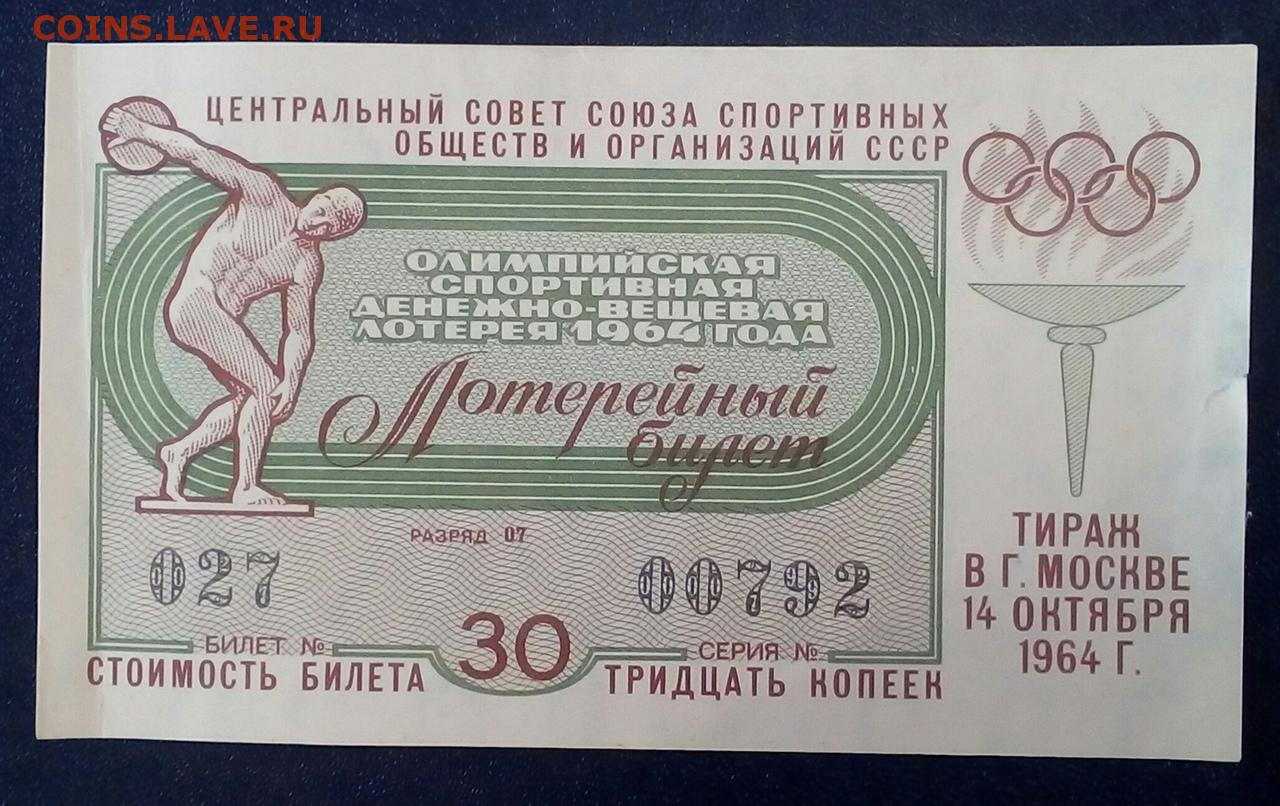 COINS.LAVE.RU
ЦЕНТРАЛЬНЫЙ СОВЕТ СОЮЗА СПОРТИВНЫХ
ОБЩЕСТВ И ОРГАНИЗАЦИЙ СССР
ОЛИМПИЙСКАЯ
СПОРТИВНАЯ
ДЕНЕЖНО-ВЕЩЕВАЯ
ЛОТЕРЕЯ 1964 ГОДА
Лотерейный
билет
РАЗРЯД 07
027
00792
БИЛЕТ №
СЕРИЯ №
СТОИМОСТЬ БИЛЕТА 30 ТРИДЦАТЬ КОПЕЕК
ТИРАЖ
В Г. МОСКВЕ
14 ОКТЯБРЯ
1964 Г.